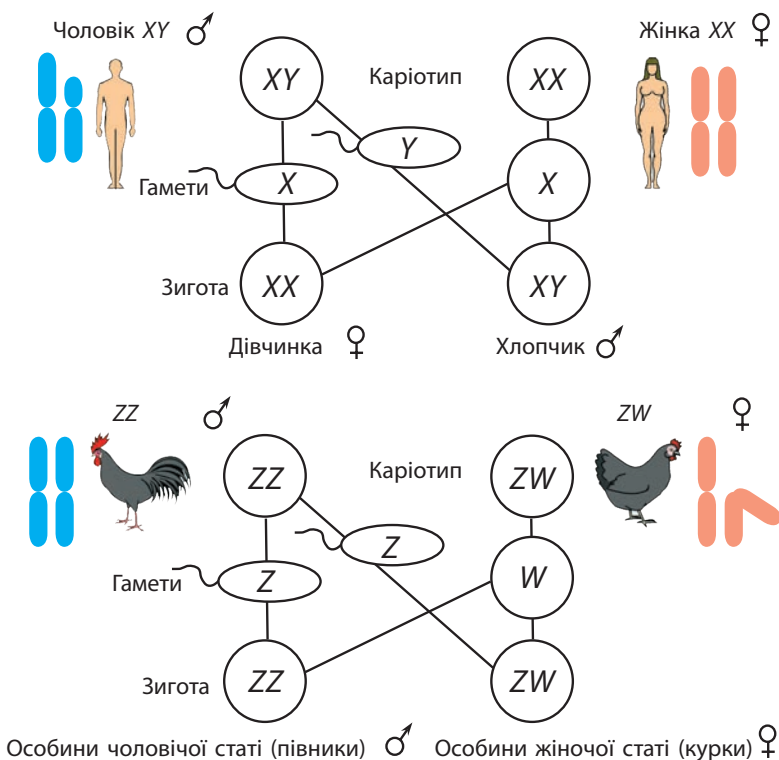 Чоловік XY ♂
Жінка XX ♀
XY
Каріотип
XX
Y
Гамети
X
X
Зигота
XX
XY
Дівчинка ♀
Хлопчик ♂
ZZ ♂
ZW ♀
ZZ
Каріотип
ZW
Z
Гамети
Z
W
Зигота
ZZ
ZW
Особини чоловічої статі (півники) ♂
Особини жіночої статі (курки) ♀